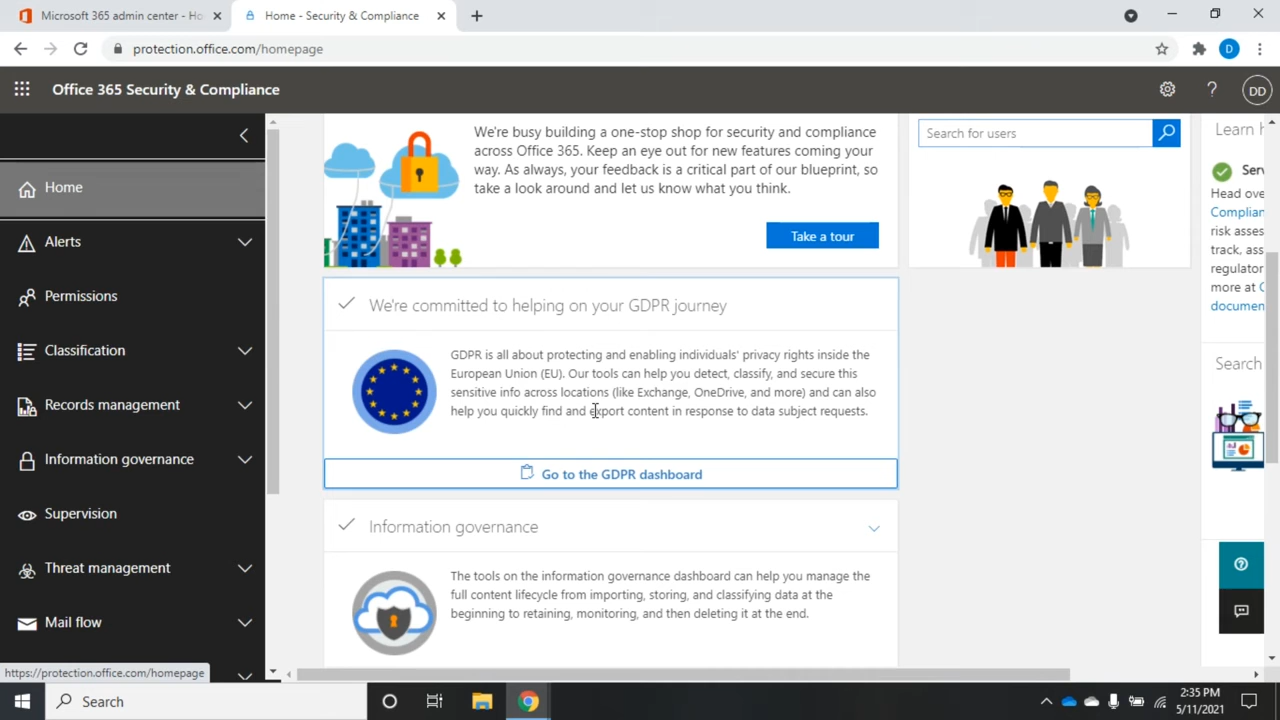 Microsoft 365 admin center - Ho
Home - Security & Compliance
protection.office.com/homepage
D
Office 365 Security & Compliance
?
DD
Home
Alerts
Permissions
Classification
Records management
Information governance
Supervision
Threat management
Mail flow
We're busy building a one-stop shop for security and compliance
across Office 365. Keep an eye out for new features coming your
way. As always, your feedback is a critical part of our blueprint, so
take a look around and let us know what you think.
Take a tour
We're committed to helping on your GDPR journey
GDPR is all about protecting and enabling individuals' privacy rights inside the
European Union (EU). Our tools can help you detect, classify, and secure this
sensitive info across locations (like Exchange, OneDrive, and more) and can also
help you quickly find and export content in response to data subject requests.
Go to the GDPR dashboard
Information governance
The tools on the information governance dashboard can help you manage the
full content lifecycle from importing, storing, and classifying data at the
beginning to retaining, monitoring, and then deleting it at the end.
Search for users
Learn
Serv
Head ove
Complian
risk asses
track, ass
regulator
more at C
documen
Search
https://protection.office.com/homepage
Search
2:35 PM
5/11/2021